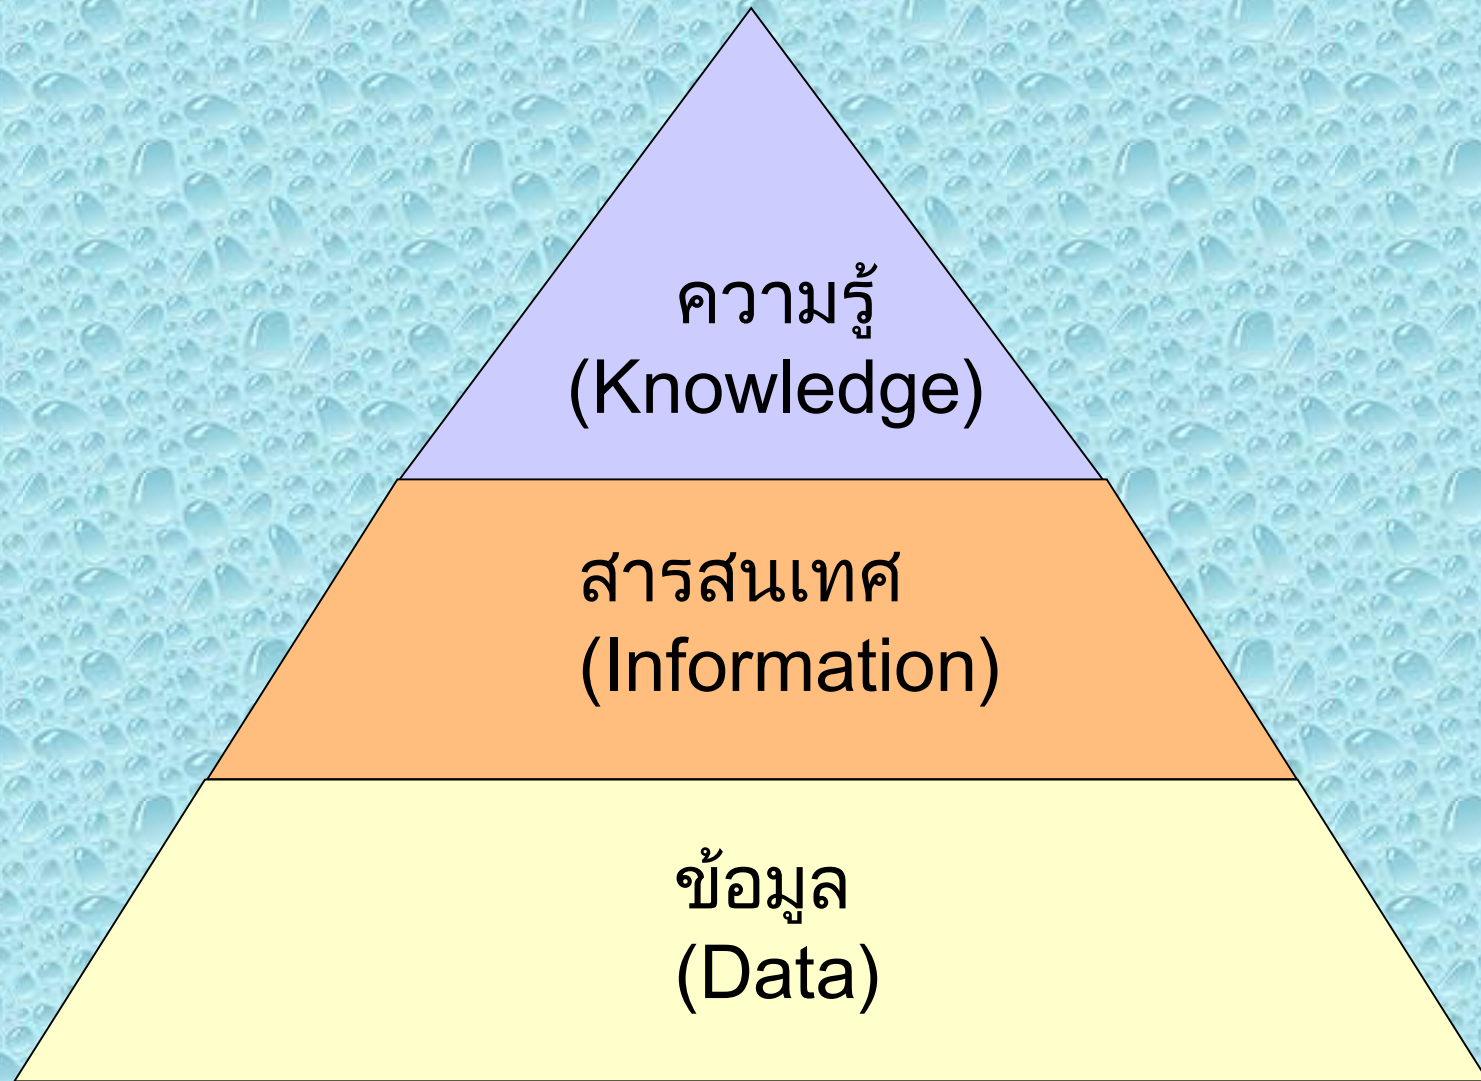 ความรู้
(Knowledge)
สารสนเทศ
(Information)
ข้อมูล
(Data)